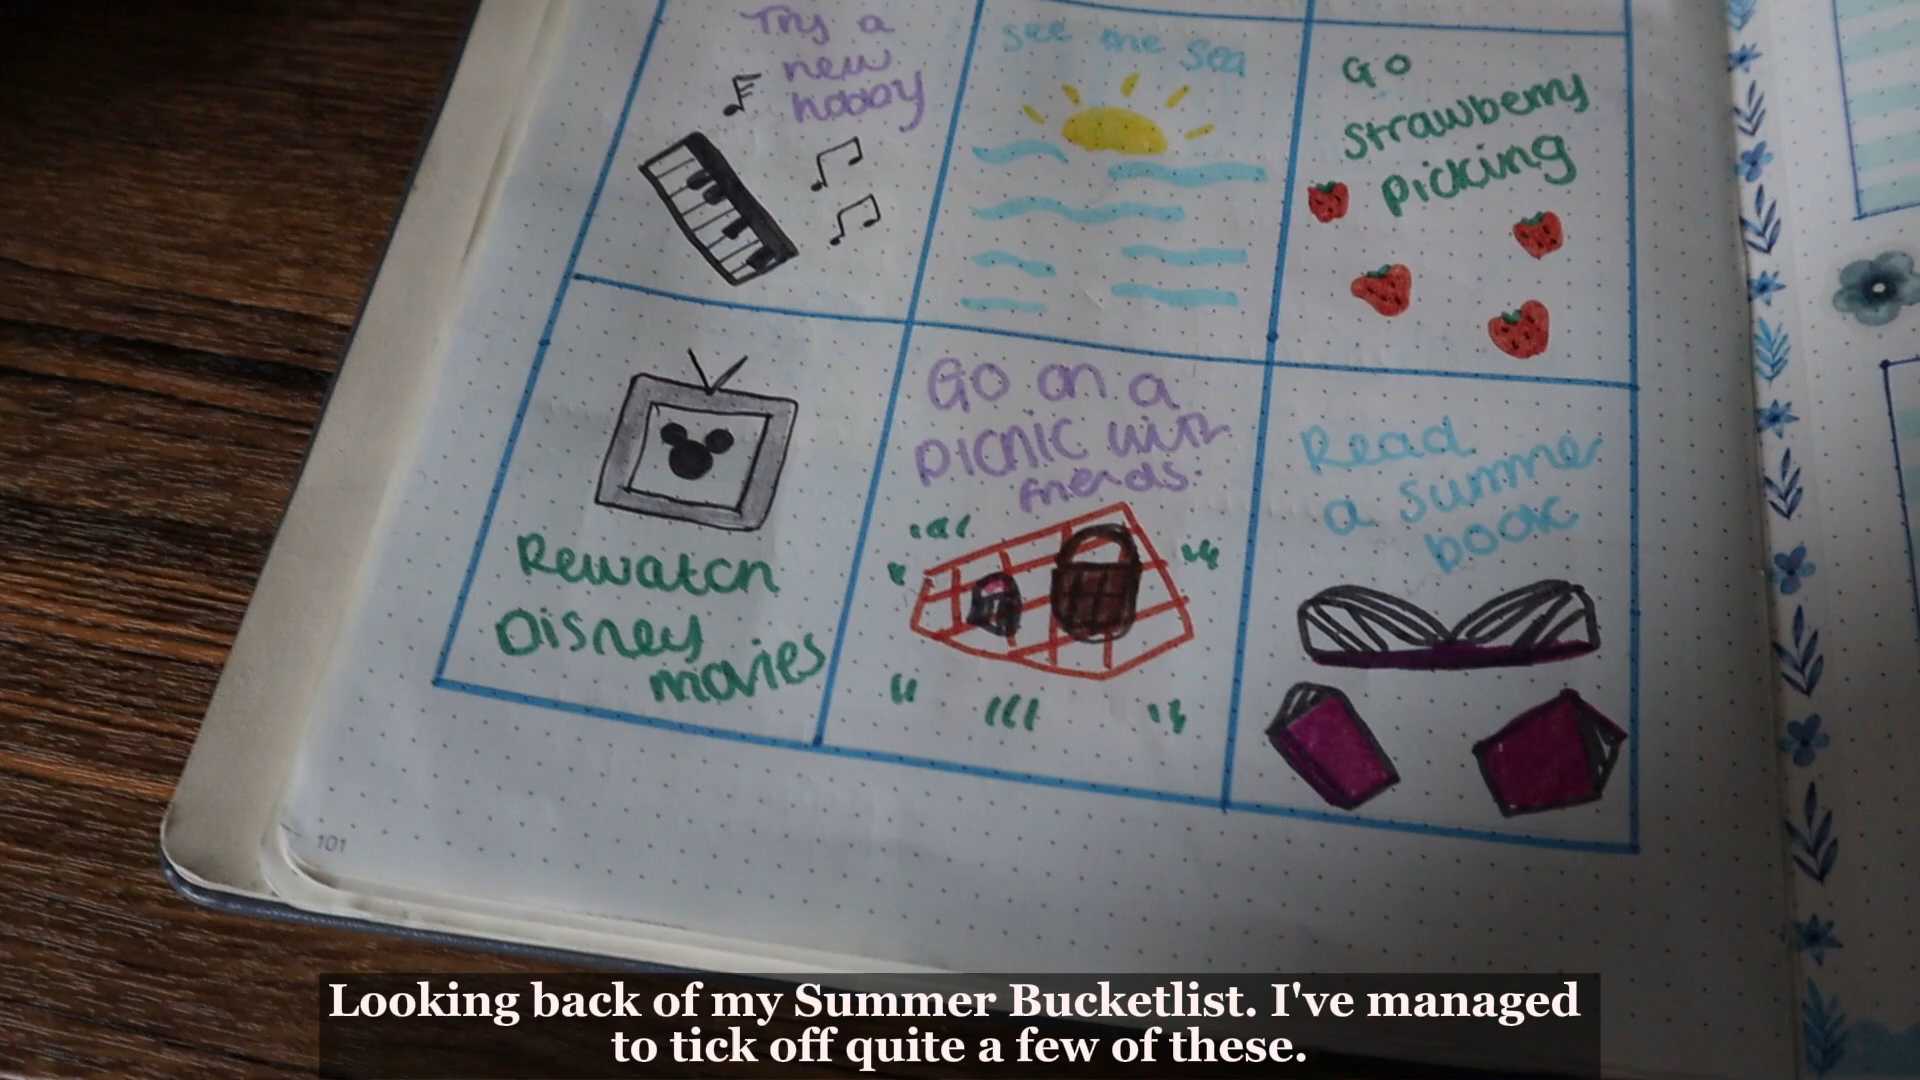 Try a
new
hobby
see the sea
Go
strawberry
picking
Rewatch
Disney
movies
Go on a
picnic with
friends.
Read
a summer
book
101
Looking back of my Summer Bucketlist. I've managed
to tick off quite a few of these.